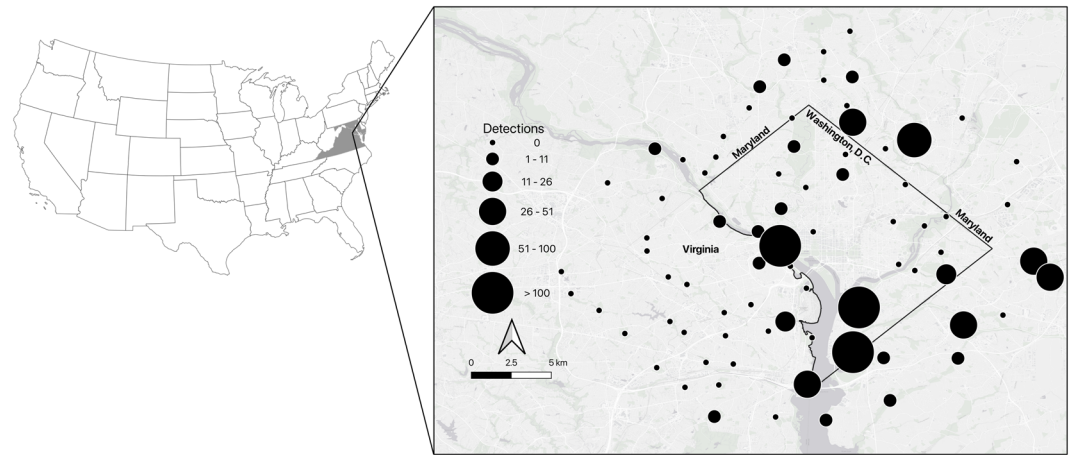 Detections
0
1 - 11
11 - 26
26 - 51
51 - 100
> 100
0 2.5 5 km
Maryland
Washington, D.C.
Maryland
Virginia